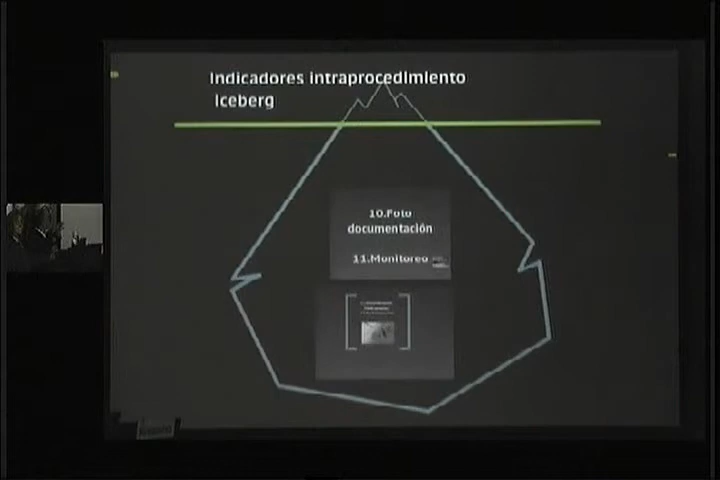 Indicadores intraprocedimiento
Iceberg
10.Foto
documentación
11.Monitoreo